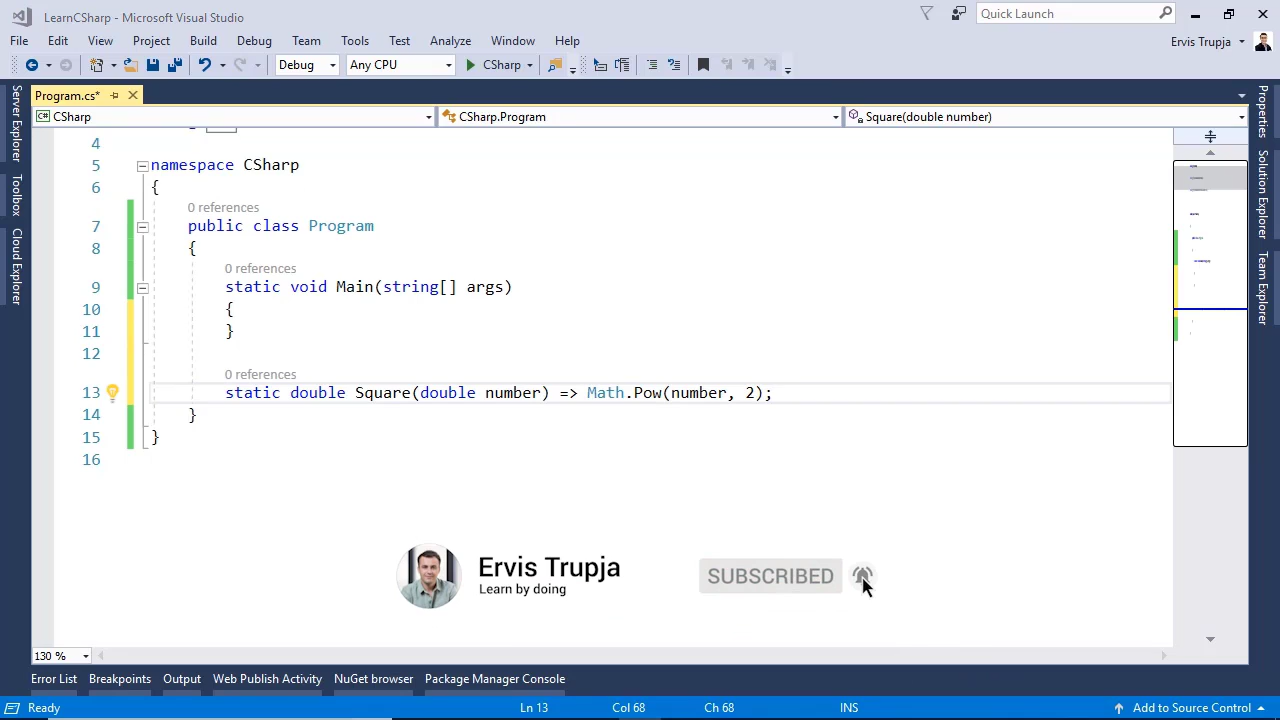 LearnCSharp - Microsoft Visual Studio
Quick Launch
File Edit View Project Build Debug Team Tools Test Analyze Window Help
Ervis Trupja
Debug Any CPU CSharp
Server Explorer
Toolbox
Cloud Explorer
Program.cs*
CSharp CSharp.Program Square(double number)
4
5 namespace CSharp
6 {
0 references
7 public class Program
8 {
0 references
9 static void Main(string[] args)
10 {
11 }
12
0 references
13 static double Square(double number) => Math.Pow(number, 2);
14 }
15 }
16
Properties
Solution Explorer
Team Explorer
Ervis Trupja
Learn by doing
SUBSCRIBED
130 %
Error List Breakpoints Output Web Publish Activity NuGet browser Package Manager Console
Ready Ln 13 Col 68 Ch 68 INS Add to Source Control